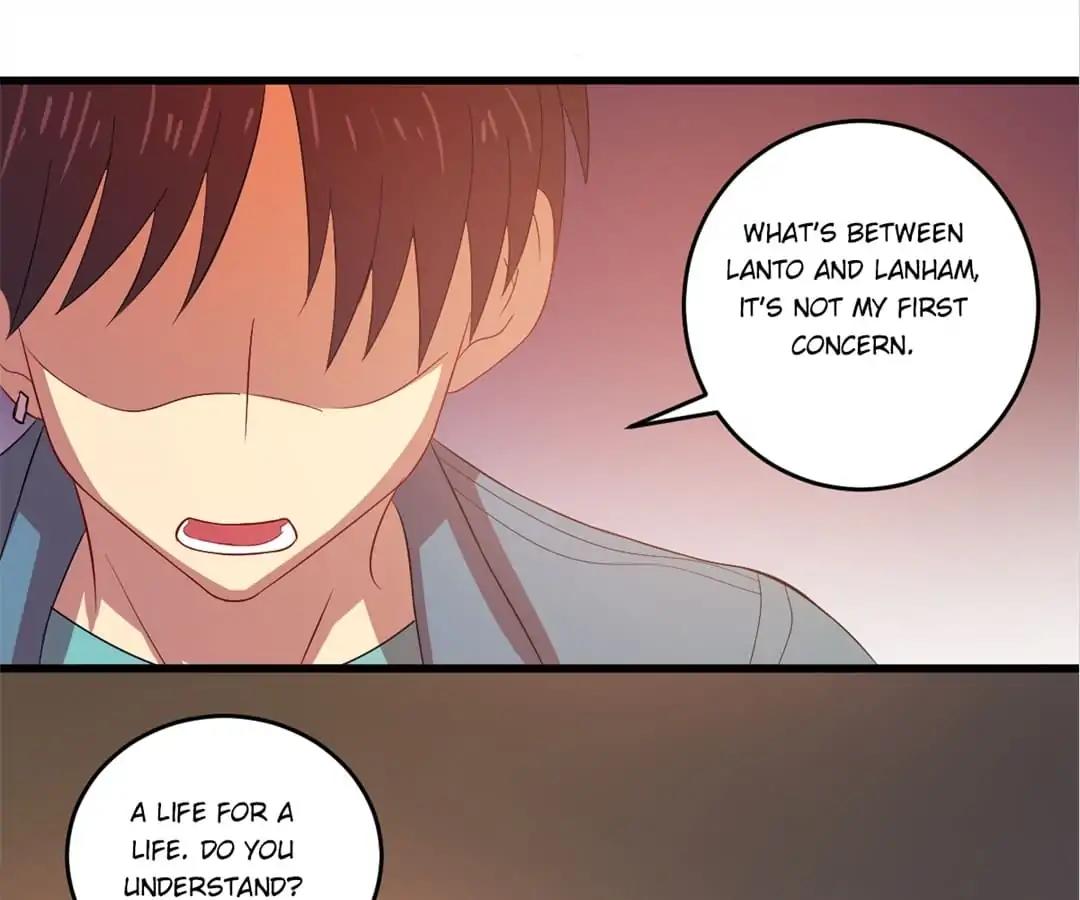 WHAT'S BETWEEN
LANTO AND LANHAM,
IT'S NOT MY FIRST
CONCERN.
A LIFE FOR A
LIFE. DO YOU
UNDERSTAND?